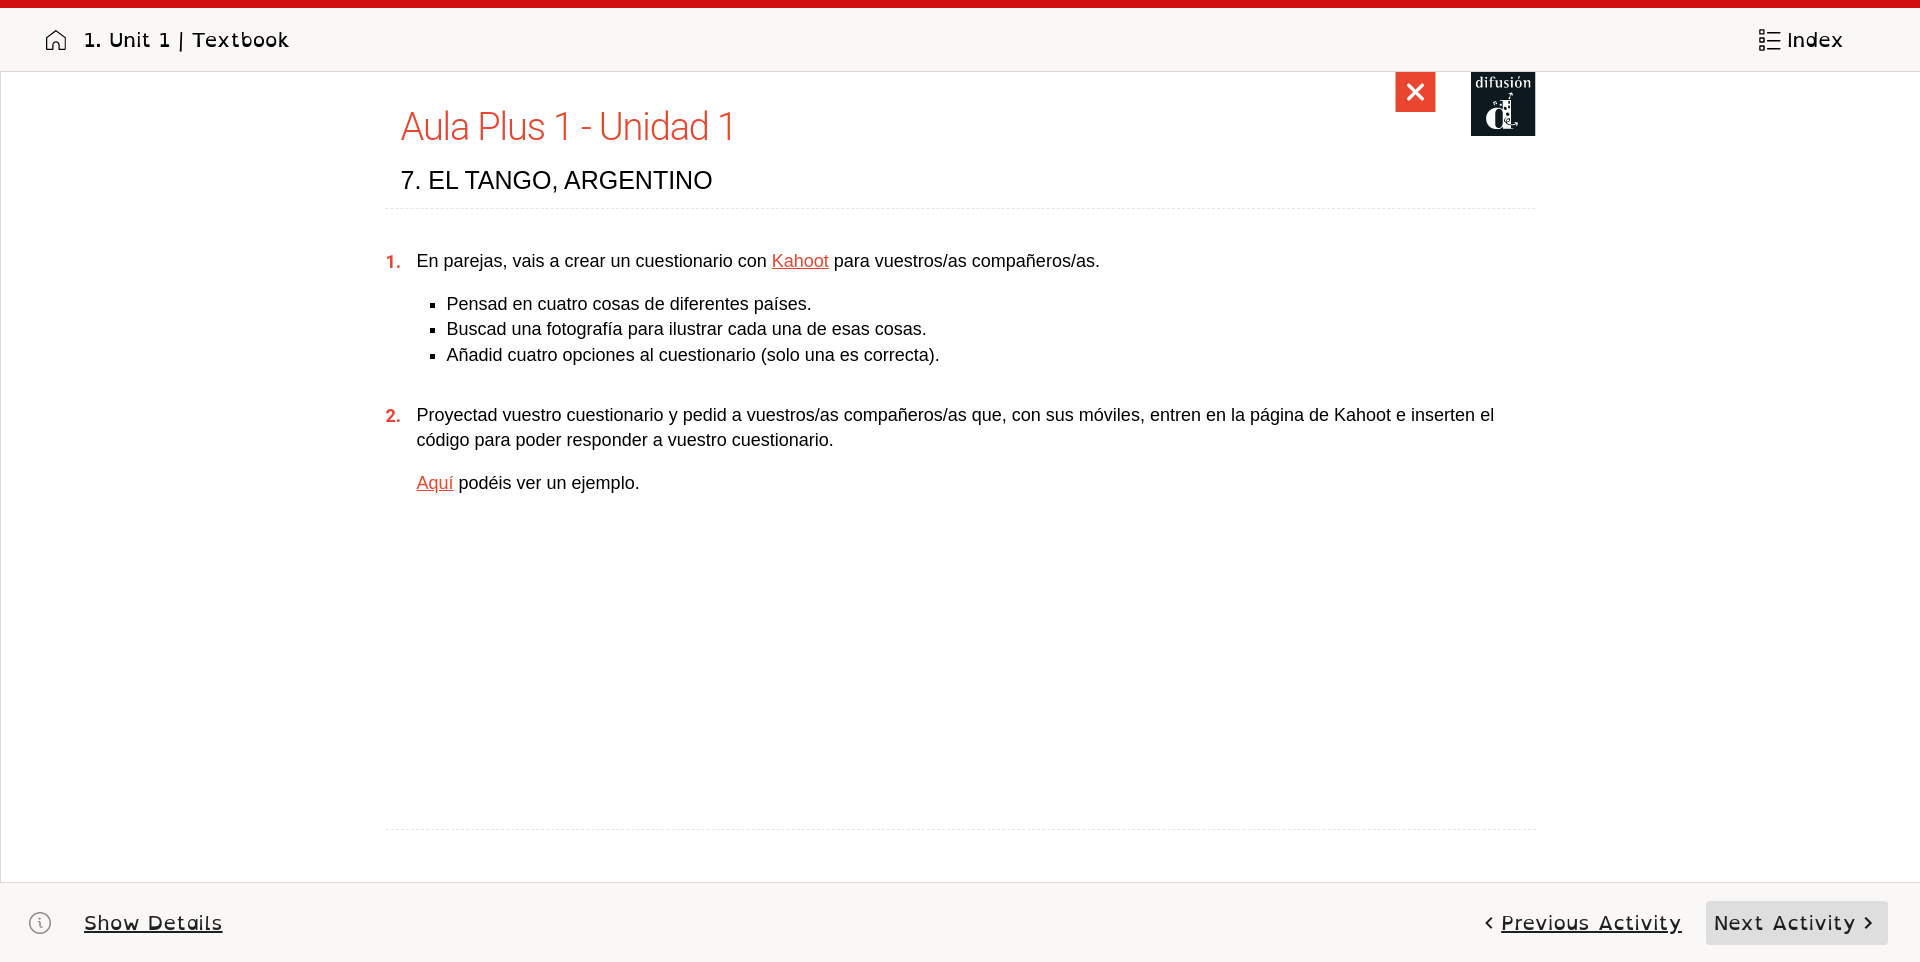 1. Unit 1 | Textbook
Index
difusión
d
Aula Plus 1 - Unidad 1
7. EL TANGO, ARGENTINO
1. En parejas, vais a crear un cuestionario con Kahoot para vuestros/as compañeros/as.
▪ Pensad en cuatro cosas de diferentes países.
▪ Buscad una fotografía para ilustrar cada una de esas cosas.
▪ Añadid cuatro opciones al cuestionario (solo una es correcta).
2. Proyectad vuestro cuestionario y pedid a vuestros/as compañeros/as que, con sus móviles, entren en la página de Kahoot e inserten el
código para poder responder a vuestro cuestionario.
Aquí podéis ver un ejemplo.
Show Details
Previous Activity
Next Activity